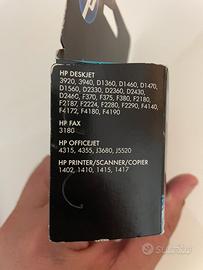 HP DESKJET
3920, 3940, D1360, D1460, D1470,
D1560, D2330, D2360, D2430,
D2460, F370, F375, F380, F2180,
F2187, F2224, F2280, F2290, F4140,
F4172, F4180, F4190
HP FAX
3180
HP OFFICEJET
4315, 4355, J3680, J5520
HP PRINTER/SCANNER/COPIER
1402, 1410, 1415, 1417
Subito